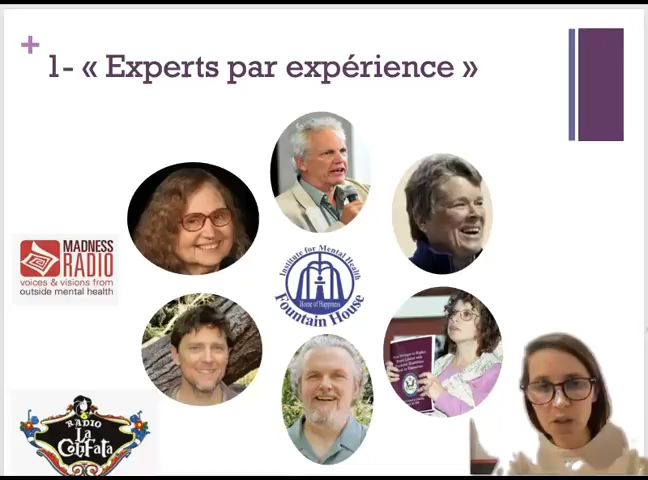 1- « Experts par expérience »
MADNESS
RADIO
voices & visions from
outside mental health
Institute for Mental Health
Home of Happiness
Fountain House
RADIO
La
Colifata